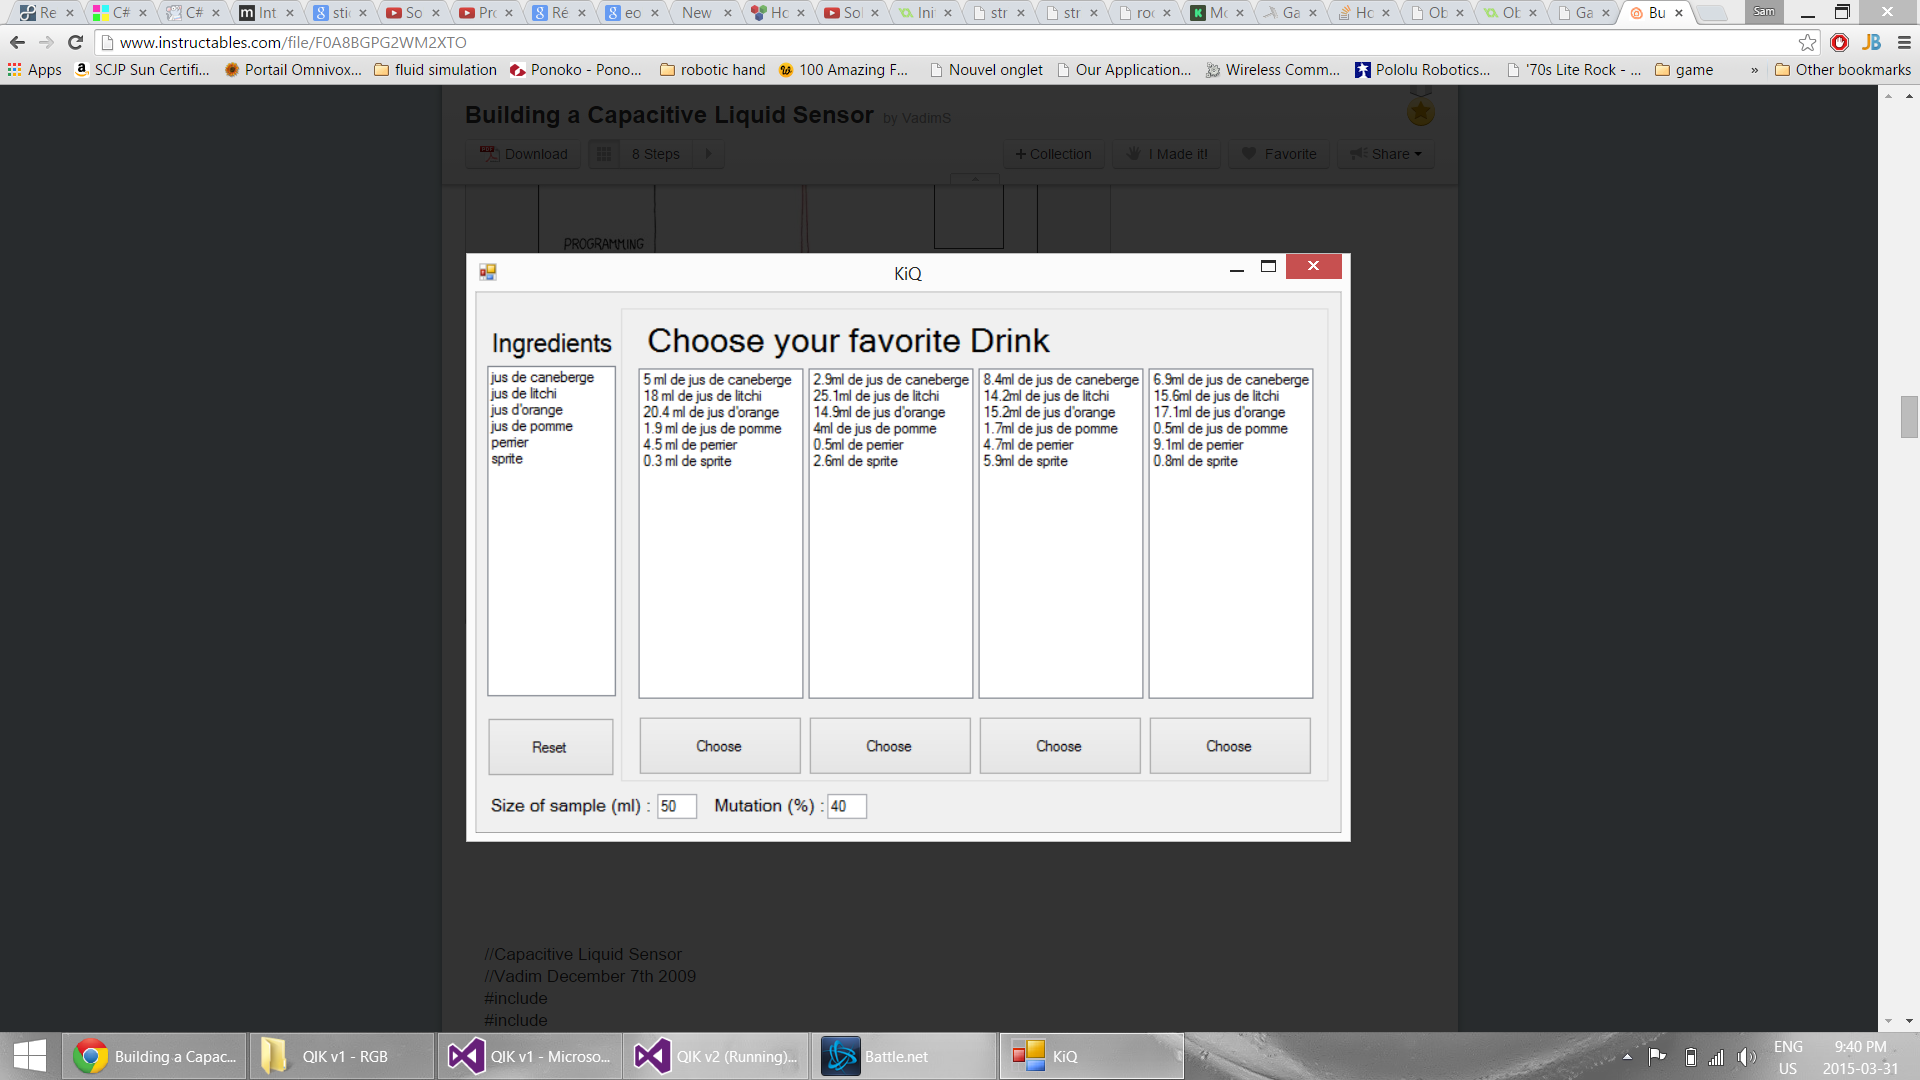 Re
C#
C#
Int
stic
So
Pro
Ré
eo
New
Ho
Sol
Ini
str
str
roc
Mo
Ga
Ho
Ob
Ob
Ga
Bu
Sam
www.instructables.com/file/F0A8BGPG2WM2XTO
Apps
SCJP Sun Certifi...
Portail Omnivox...
fluid simulation
Ponoko - Pono...
robotic hand
100 Amazing F...
Nouvel onglet
Our Application...
Wireless Comm...
Pololu Robotics...
'70s Lite Rock - ...
game
»
Other bookmarks
Building a Capacitive Liquid Sensor by VadimS
Download
8 Steps
+ Collection
I Made it!
Favorite
Share
PROGRAMMING
KiQ
Ingredients
jus de caneberge
jus de litchi
jus d'orange
jus de pomme
perrier
sprite
Reset
Choose your favorite Drink
5 ml de jus de caneberge
18 ml de jus de litchi
20.4 ml de jus d'orange
1.9 ml de jus de pomme
4.5 ml de perrier
0.3 ml de sprite
Choose
2.9ml de jus de caneberge
25.1ml de jus de litchi
14.9ml de jus d'orange
4ml de jus de pomme
0.5ml de perrier
2.6ml de sprite
Choose
8.4ml de jus de caneberge
14.2ml de jus de litchi
15.2ml de jus d'orange
1.7ml de jus de pomme
4.7ml de perrier
5.9ml de sprite
Choose
6.9ml de jus de caneberge
15.6ml de jus de litchi
17.1ml de jus d'orange
0.5ml de jus de pomme
9.1ml de perrier
0.8ml de sprite
Choose
Size of sample (ml) : 50
Mutation (%) : 40
//Capacitive Liquid Sensor
//Vadim December 7th 2009
#include
#include
Building a Capac...
QIK v1 - RGB
QIK v1 - Microso...
QIK v2 (Running)...
Battle.net
KiQ
ENG
US
9:40 PM
2015-03-31